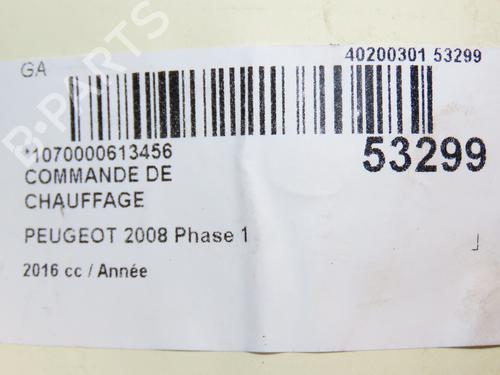 GA
40200301 53299
*1070000613456
53299
COMMANDE DE
CHAUFFAGE
PEUGEOT 2008 Phase 1
2016 cc / Année
B-PARTS